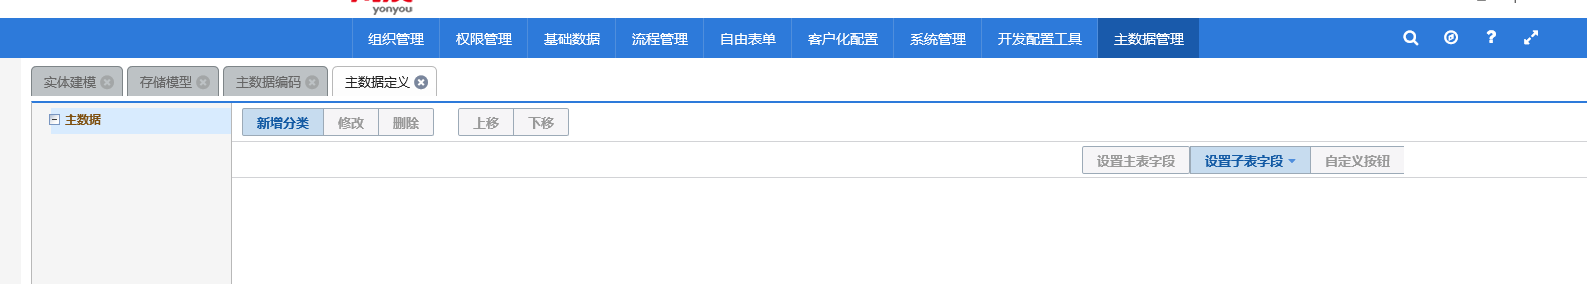 yonyou
组织管理 权限管理 基础数据 流程管理 自由表单 客户化配置 系统管理 开发配置工具 主数据管理
实体建模 存储模型 主数据编码 主数据定义
主数据
新增分类 修改 删除 上移 下移
设置主表字段 设置子表字段 自定义按钮